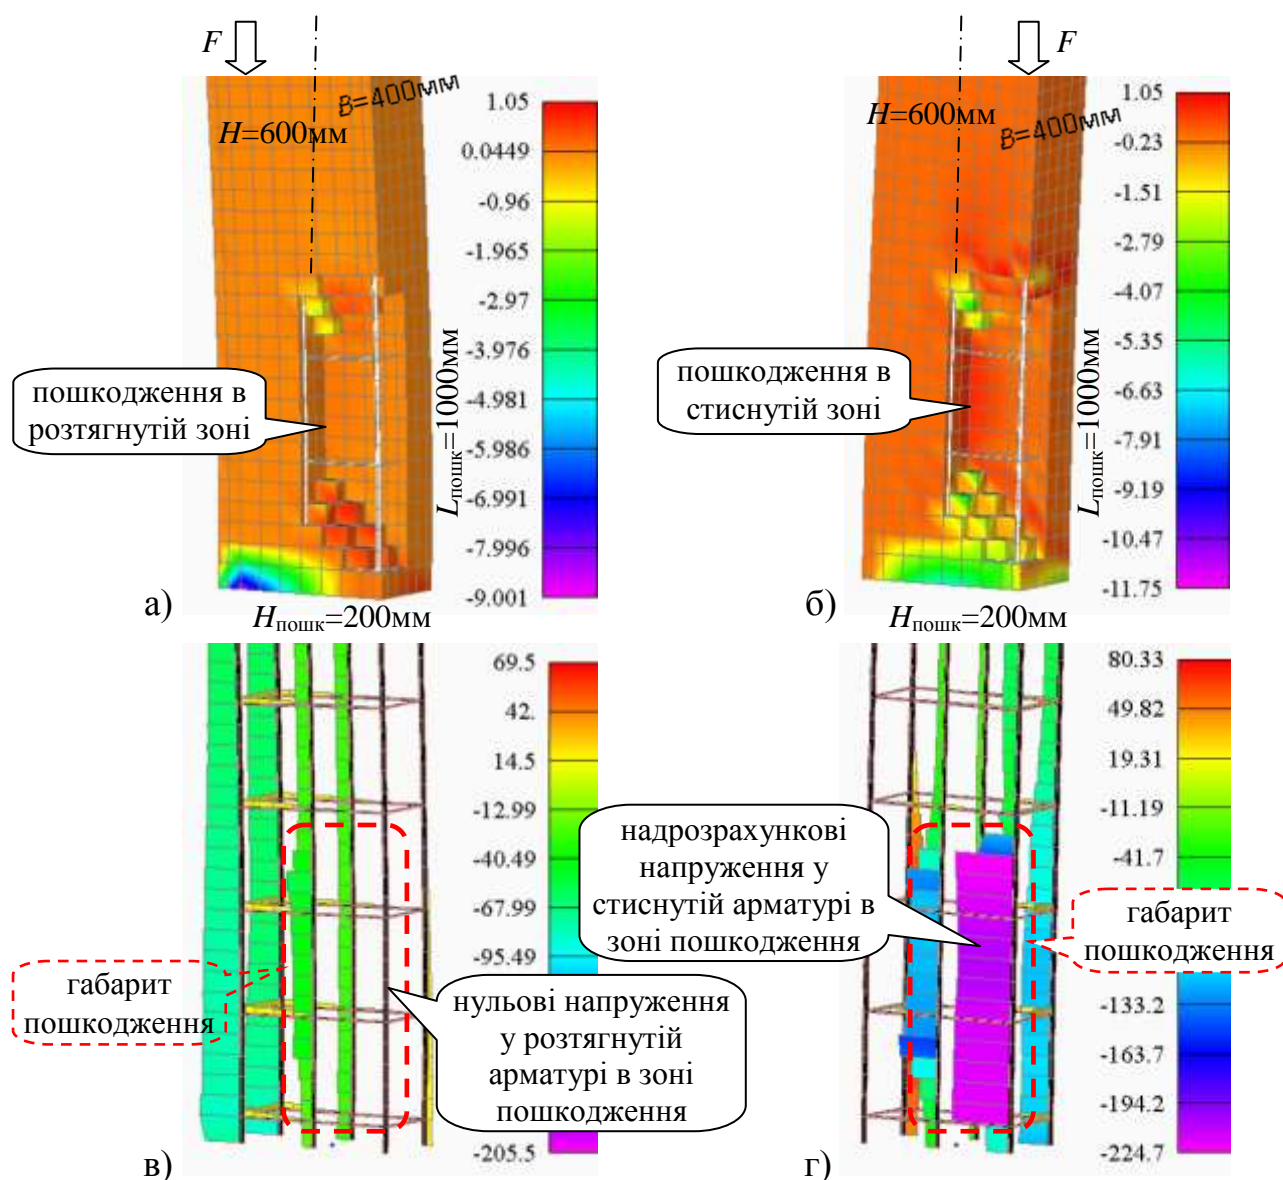 F
B=400мм
H=600мм
1.05
0.0449
-0.96
-1.965
-2.97
-3.976
-4.981
-5.986
-6.991
-7.996
-9.001
пошкодження в
розтягнутій зоні
Lпошк=1000мм
а)
Hпошк=200мм
F
H=600мм
B=400мм
1.05
-0.23
-1.51
-2.79
-4.07
-5.35
-6.63
-7.91
-9.19
-10.47
-11.75
пошкодження в
стиснутій зоні
Lпошк=1000мм
б)
Hпошк=200мм
69.5
42.
14.5
-12.99
-40.49
-67.99
-95.49
-205.5
габарит
пошкодження
нульові напруження
у розтягнутій
арматурі в зоні
пошкодження
в)
80.33
49.82
19.31
-11.19
-41.7
-133.2
-163.7
-194.2
-224.7
надрозрахункові
напруження у
стиснутій арматурі в
зоні пошкодження
габарит
пошкодження
г)